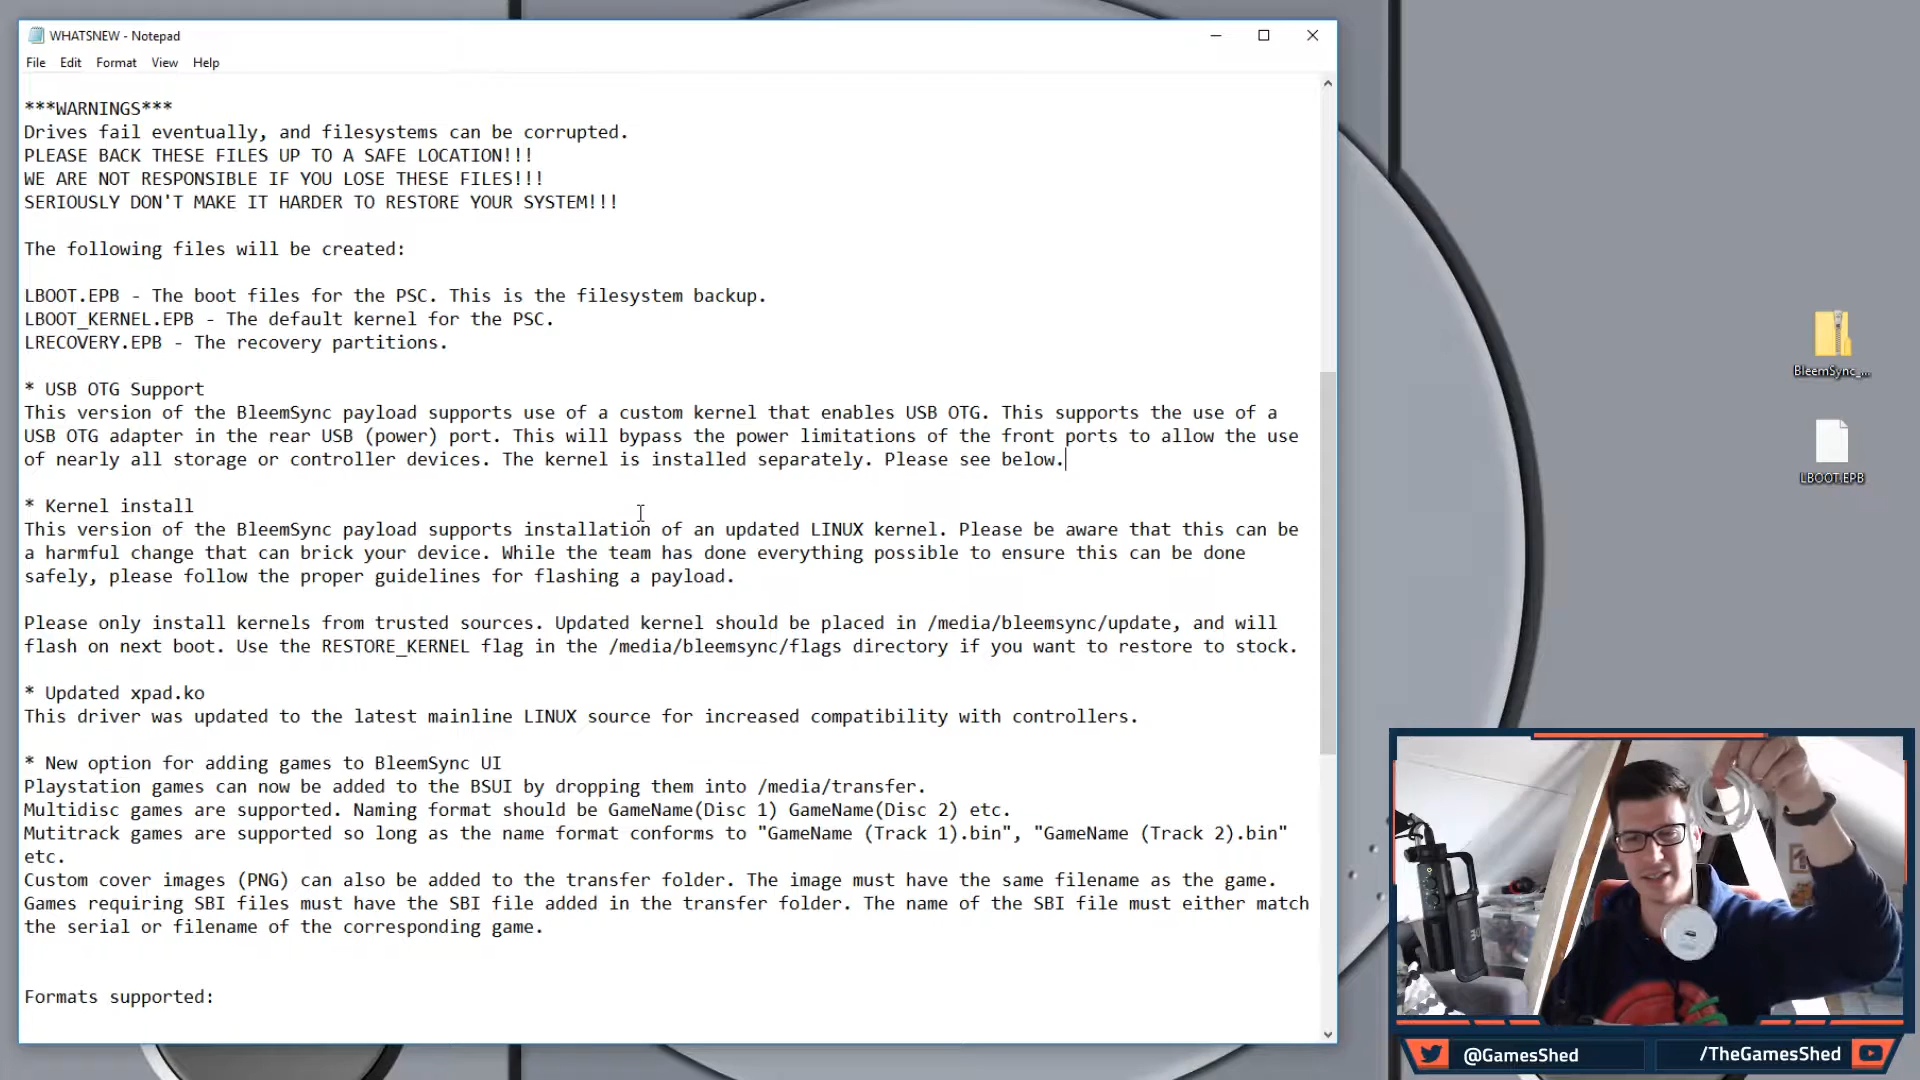 WHATSNEW - Notepad
File Edit Format View Help
***WARNINGS***
Drives fail eventually, and filesystems can be corrupted.
PLEASE BACK THESE FILES UP TO A SAFE LOCATION!!!
WE ARE NOT RESPONSIBLE IF YOU LOSE THESE FILES!!!
SERIOUSLY DON'T MAKE IT HARDER TO RESTORE YOUR SYSTEM!!!
The following files will be created:
LBOOT.EPB - The boot files for the PSC. This is the filesystem backup.
LBOOT_KERNEL.EPB - The default kernel for the PSC.
LRECOVERY.EPB - The recovery partitions.
* USB OTG Support
This version of the BleemSync payload supports use of a custom kernel that enables USB OTG. This supports the use of a
USB OTG adapter in the rear USB (power) port. This will bypass the power limitations of the front ports to allow the use
of nearly all storage or controller devices. The kernel is installed separately. Please see below.
* Kernel install
This version of the BleemSync payload supports installation of an updated LINUX kernel. Please be aware that this can be
a harmful change that can brick your device. While the team has done everything possible to ensure this can be done
safely, please follow the proper guidelines for flashing a payload.
Please only install kernels from trusted sources. Updated kernel should be placed in /media/bleemsync/update, and will
flash on next boot. Use the RESTORE_KERNEL flag in the /media/bleemsync/flags directory if you want to restore to stock.
* Updated xpad.ko
This driver was updated to the latest mainline LINUX source for increased compatibility with controllers.
* New option for adding games to BleemSync UI
Playstation games can now be added to the BSUI by dropping them into /media/transfer.
Multidisc games are supported. Naming format should be GameName(Disc 1) GameName(Disc 2) etc.
Mutitrack games are supported so long as the name format conforms to "GameName (Track 1).bin", "GameName (Track 2).bin"
etc.
Custom cover images (PNG) can also be added to the transfer folder. The image must have the same filename as the game.
Games requiring SBI files must have the SBI file added in the transfer folder. The name of the SBI file must either match
the serial or filename of the corresponding game.
Formats supported:
BleemSync_...
LBOOT.EPB
@GamesShed
/TheGamesShed